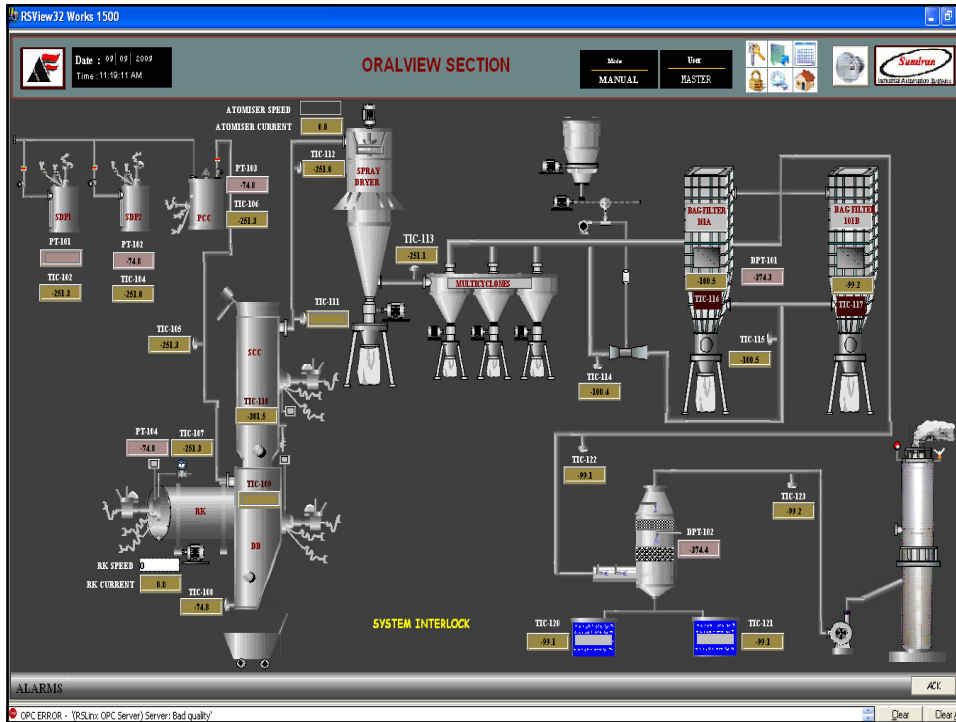 RSView32 Works 1500
Date : 09| 09 | 2009
Time : 11:19:11 AM
ORALVIEW SECTION
Mode
MANUAL
User
MASTER
Sumiran
Industrial Automation Systems
ATOMISER SPEED
ATOMISER CURRENT
0.0
TIC-112
-251.0
SPRAY
DRYER
PT-103
-74.8
TIC-106
-251.3
SDP1
SDP2
PCC
PT-101
PT-102
-74.8
TIC-102
-251.3
TIC-104
-251.0
TIC-113
-251.1
MULTICYCLONES
BAG FILTER
BAG FILTER
101B
DPT-101
-374.3
-100.5
-99.2
TIC-116
TIC-117
TIC-111
TIC-105
-251.3
SCC
TIC-115
-100.5
TIC-114
-100.4
TIC-110
-301.5
PT-104
-74.8
TIC-107
-251.3
TIC-109
RK
DB
TIC-122
-99.1
TIC-123
-99.2
DPT-102
-374.4
RK SPEED
0
RK CURRENT
0.0
TIC-108
-74.8
SYSTEM INTERLOCK
TIC-120
-99.1
TIC-121
-99.1
ALARMS
ACK
OPC ERROR - '(RSLinx OPC Server) Server: Bad quality'
Clear
Clear